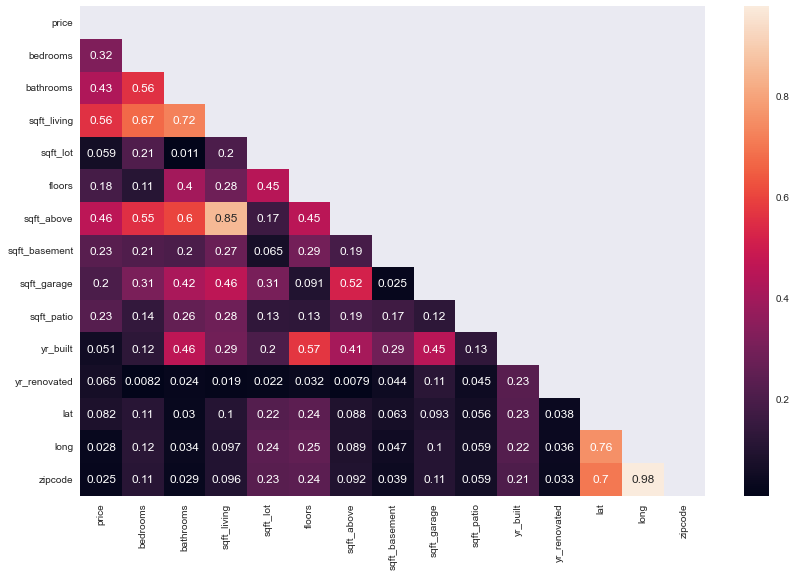 price
bedrooms 0.32
bathrooms 0.43 0.56
sqft_living 0.56 0.67 0.72
sqft_lot 0.059 0.21 0.011 0.2
floors 0.18 0.11 0.4 0.28 0.45
sqft_above 0.46 0.55 0.6 0.85 0.17 0.45
sqft_basement 0.23 0.21 0.2 0.27 0.065 0.29 0.19
sqft_garage 0.2 0.31 0.42 0.46 0.31 0.091 0.52 0.025
sqft_patio 0.23 0.14 0.26 0.28 0.13 0.13 0.19 0.17 0.12
yr_built 0.051 0.12 0.46 0.29 0.2 0.57 0.41 0.29 0.45 0.13
yr_renovated 0.065 0.0082 0.024 0.019 0.022 0.032 0.0079 0.044 0.11 0.045 0.23
lat 0.082 0.11 0.03 0.1 0.22 0.24 0.088 0.063 0.093 0.056 0.23 0.038
long 0.028 0.12 0.034 0.097 0.24 0.25 0.089 0.047 0.1 0.059 0.22 0.036 0.76
zipcode 0.025 0.11 0.029 0.096 0.23 0.24 0.092 0.039 0.11 0.059 0.21 0.033 0.7 0.98
price bedrooms bathrooms sqft_living sqft_lot floors sqft_above sqft_basement sqft_garage sqft_patio yr_built yr_renovated lat long zipcode
0.8
0.6
0.4
0.2